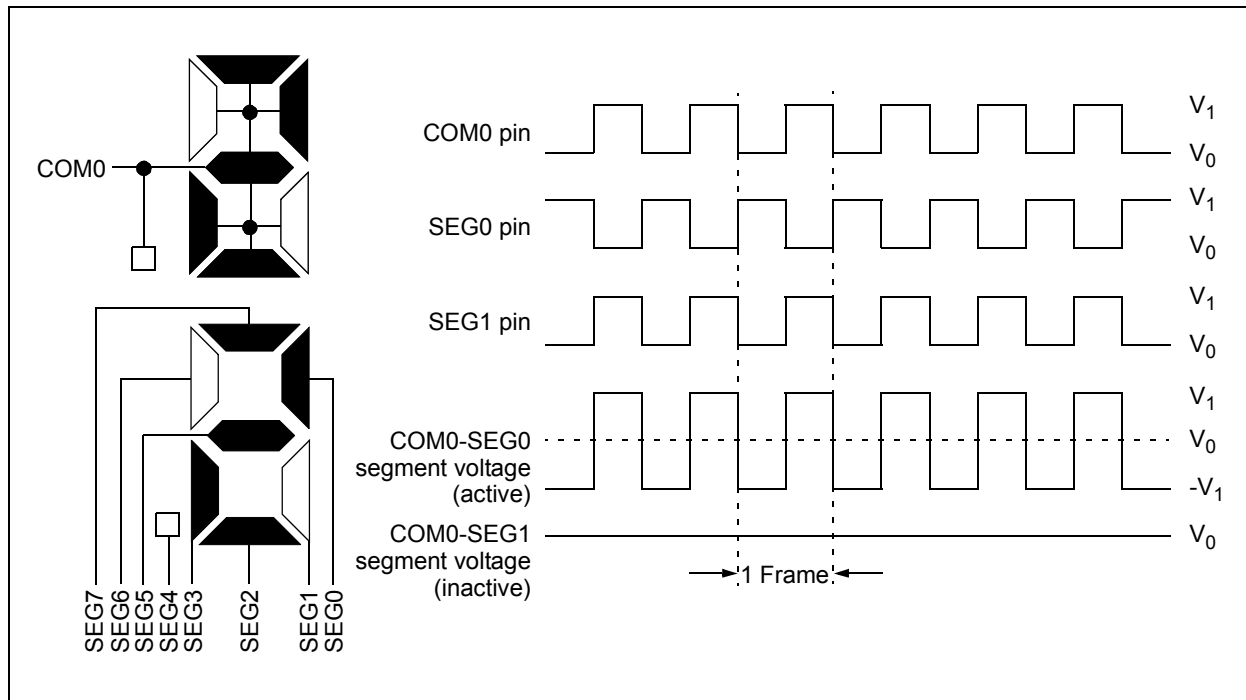 COM0
SEG7
SEG6
SEG5
SEG4
SEG3
SEG2
SEG1
SEG0
COM0 pin
V1
V0
SEG0 pin
V1
V0
SEG1 pin
V1
V0
COM0-SEG0
segment voltage
(active)
V1
V0
-V1
COM0-SEG1
segment voltage
(inactive)
V0
1 Frame